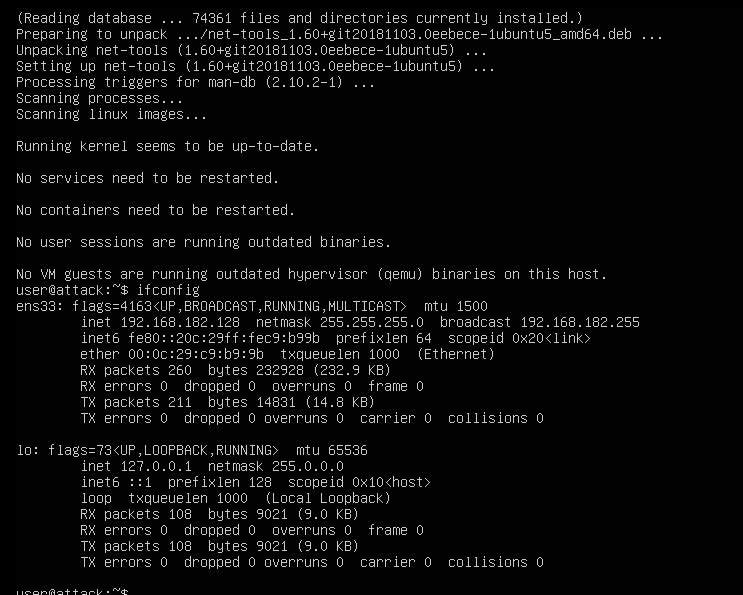 (Reading database ... 74361 files and directories currently installed.)
Preparing to unpack .../net-tools_1.60+git20181103.0eebece-1ubuntu5_amd64.deb ...
Unpacking net-tools (1.60+git20181103.0eebece-1ubuntu5) ...
Setting up net-tools (1.60+git20181103.0eebece-1ubuntu5) ...
Processing triggers for man-db (2.10.2-1) ...
Scanning processes...
Scanning linux images...
Running kernel seems to be up-to-date.
No services need to be restarted.
No containers need to be restarted.
No user sessions are running outdated binaries.
No VM guests are running outdated hypervisor (qemu) binaries on this host.
user@attack:~$ ifconfig
ens33: flags=4163<UP,BROADCAST,RUNNING,MULTICAST>  mtu 1500
        inet 192.168.182.128  netmask 255.255.255.0  broadcast 192.168.182.255
        inet6 fe80::20c:29ff:fec9:b99b  prefixlen 64  scopeid 0x20<link>
        ether 00:0c:29:c9:b9:9b  txqueuelen 1000  (Ethernet)
        RX packets 260  bytes 232928 (232.9 KB)
        RX errors 0  dropped 0  overruns 0  frame 0
        TX packets 211  bytes 14831 (14.8 KB)
        TX errors 0  dropped 0 overruns 0  carrier 0  collisions 0
lo: flags=73<UP,LOOPBACK,RUNNING>  mtu 65536
        inet 127.0.0.1  netmask 255.0.0.0
        inet6 ::1  prefixlen 128  scopeid 0x10<host>
        loop  txqueuelen 1000  (Local Loopback)
        RX packets 108  bytes 9021 (9.0 KB)
        RX errors 0  dropped 0  overruns 0  frame 0
        TX packets 108  bytes 9021 (9.0 KB)
        TX errors 0  dropped 0 overruns 0  carrier 0  collisions 0
user@attack:~$